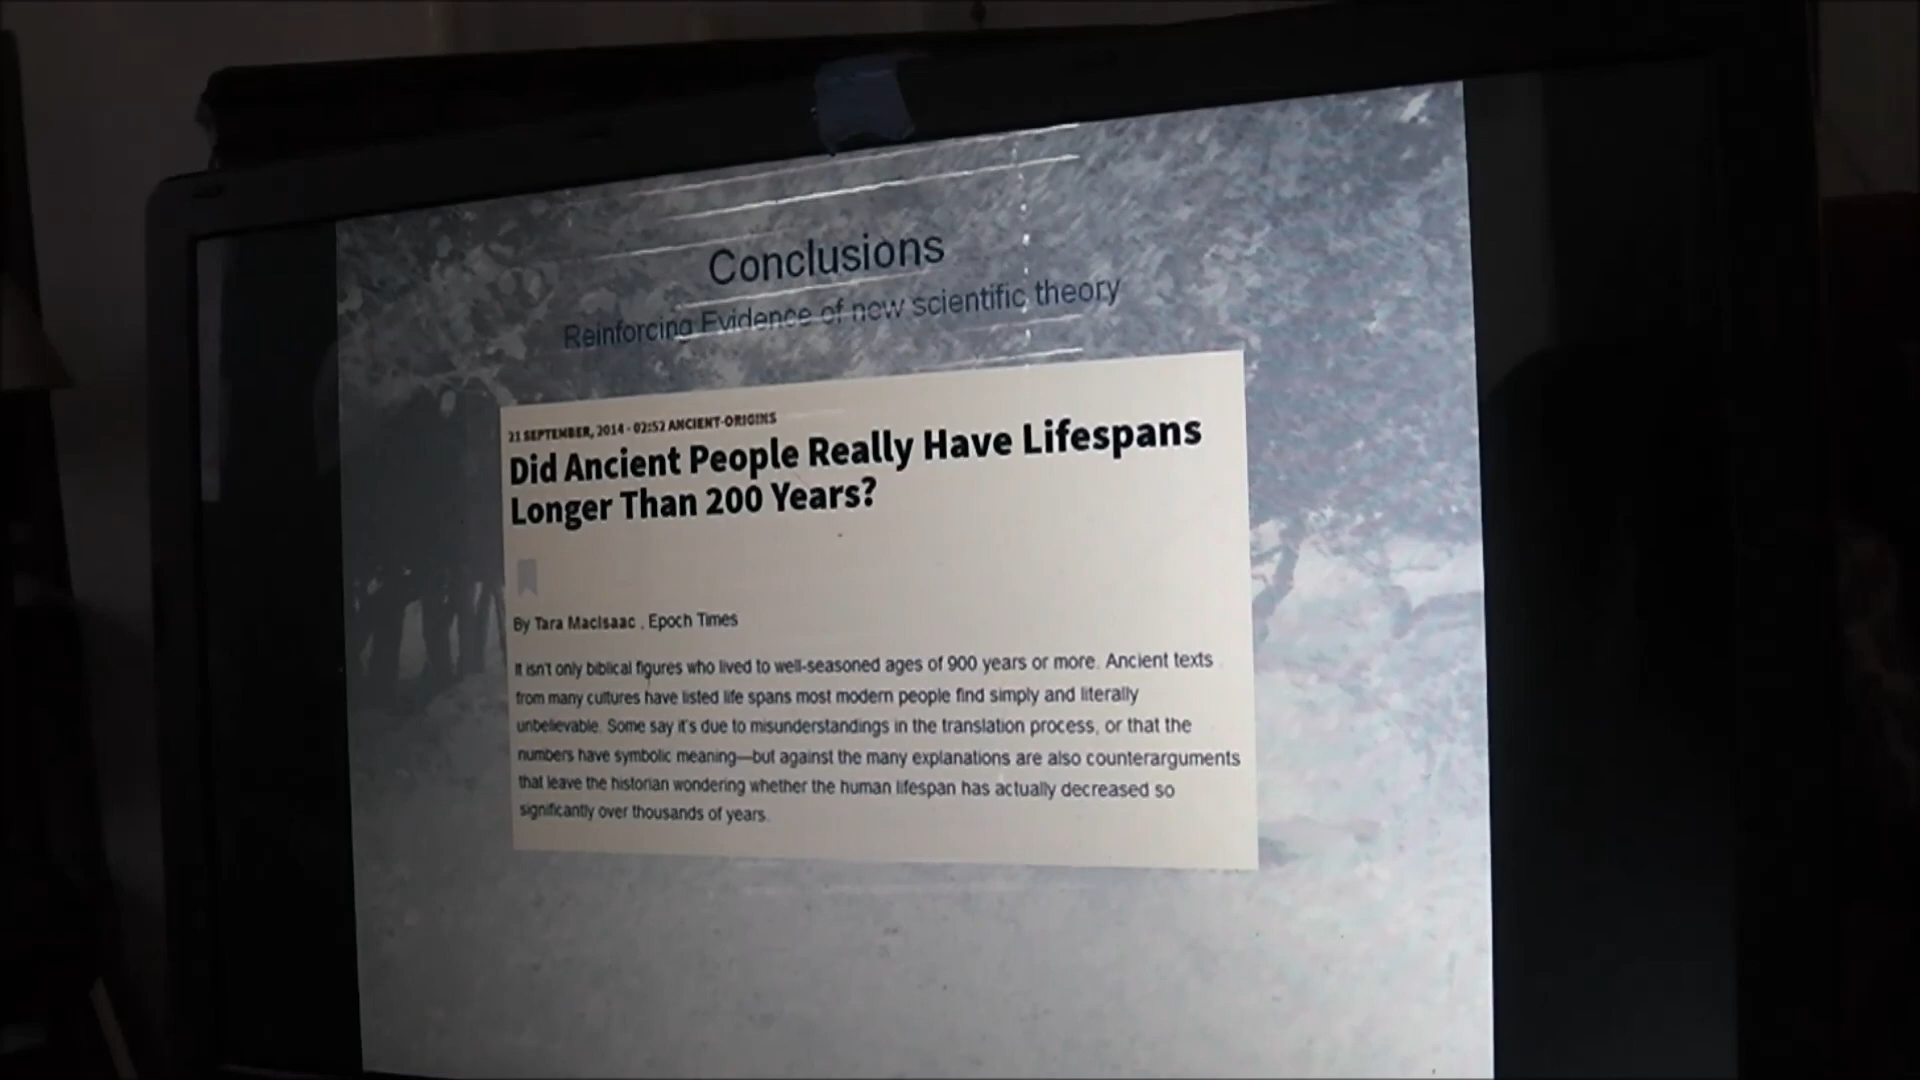 Conclusions
Reinforcing Evidence of new scientific theory
21 SEPTEMBER, 2014 - 02:52 ANCIENT-ORIGINS
Did Ancient People Really Have Lifespans
Longer Than 200 Years?
By Tara MacIsaac , Epoch Times
It isn't only biblical figures who lived to well-seasoned ages of 900 years or more. Ancient texts
from many cultures have listed life spans most modern people find simply and literally
unbelievable. Some say it's due to misunderstandings in the translation process, or that the
numbers have symbolic meaning—but against the many explanations are also counterarguments
that leave the historian wondering whether the human lifespan has actually decreased so
significantly over thousands of years.